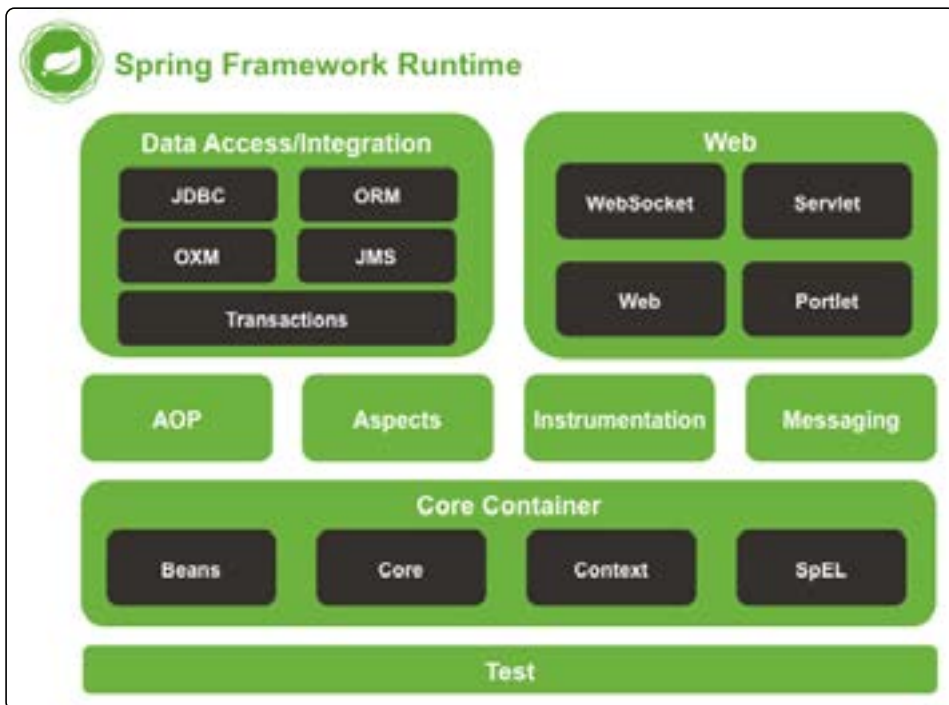 Spring Framework Runtime
Data Access/Integration
JDBC ORM
OXM JMS
Transactions
Web
WebSocket Servlet
Web Portlet
AOP Aspects Instrumentation Messaging
Core Container
Beans Core Context SpEL
Test